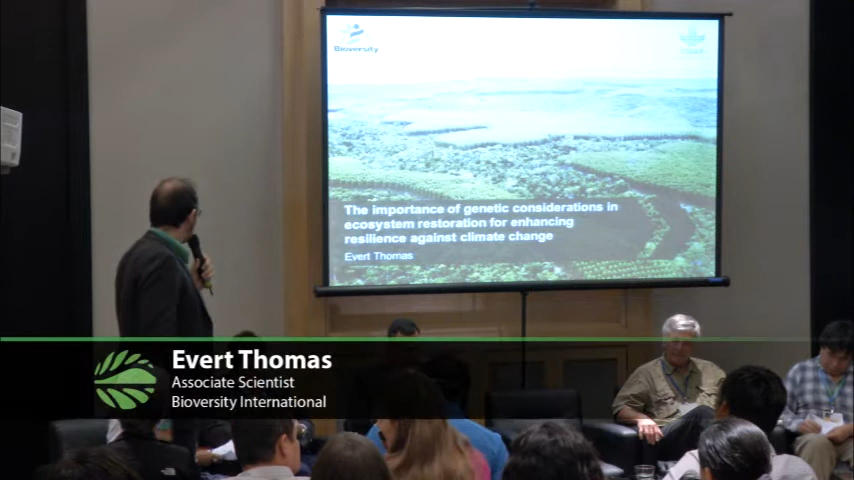 Bioversity
The importance of genetic considerations in
ecosystem restoration for enhancing
resilience against climate change
Evert Thomas
Evert Thomas
Associate Scientist
Bioversity International